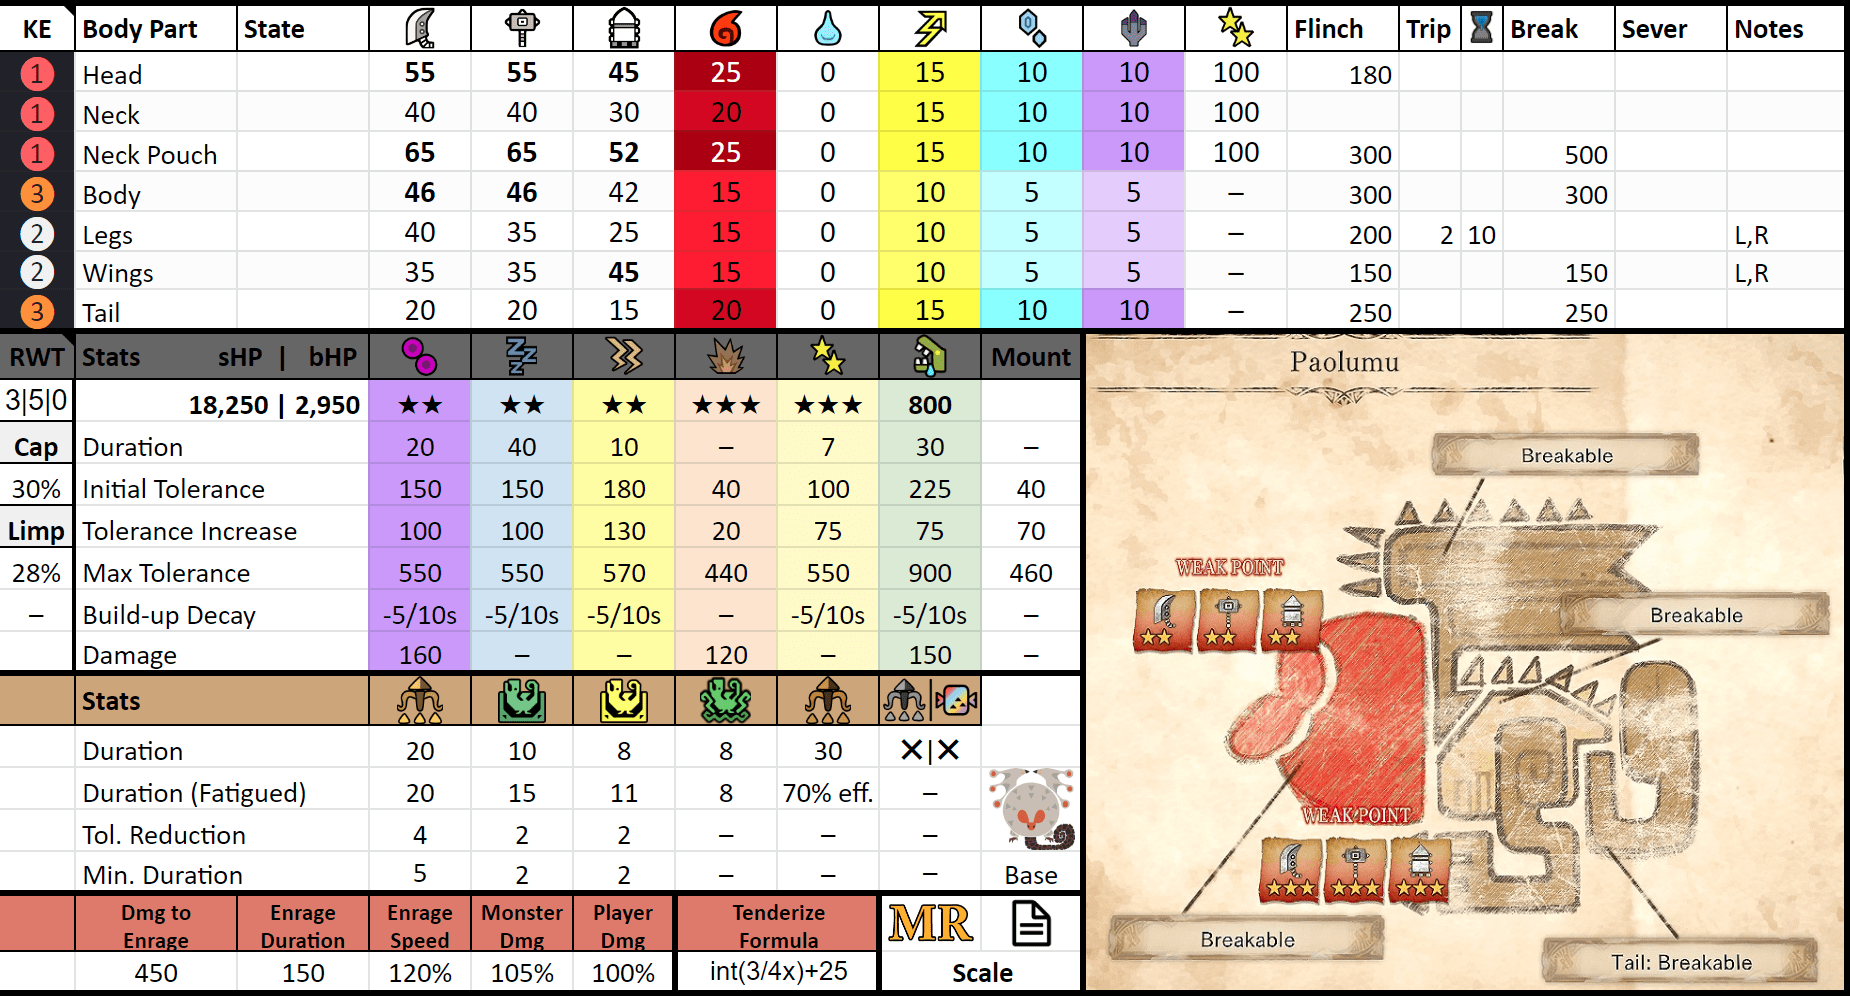 KE Body Part State Flinch Trip Break Sever Notes
1 Head 55 55 45 25 0 15 10 10 100 180
1 Neck 40 40 30 20 0 15 10 10 100
1 Neck Pouch 65 65 52 25 0 15 10 10 100 300 500
3 Body 46 46 42 15 0 10 5 5 – 300 300
2 Legs 40 35 25 15 0 10 5 5 – 200 2 10 L,R
2 Wings 35 35 45 15 0 10 5 5 – 150 150 L,R
3 Tail 20 20 15 20 0 15 10 10 – 250 250
RWT Stats sHP | bHP Mount
3|5|0 18,250 | 2,950 ★★ ★★ ★★ ★★★ ★★★ 800
Cap Duration 20 40 10 – 7 30 –
30% Initial Tolerance 150 150 180 40 100 225 40
Limp Tolerance Increase 100 100 130 20 75 75 70
28% Max Tolerance 550 550 570 440 550 900 460
– Build-up Decay -5/10s -5/10s -5/10s – -5/10s -5/10s –
Damage 160 – – 120 – 150 –
Stats |
Duration 20 10 8 8 30 ✕|✕
Duration (Fatigued) 20 15 11 8 70% eff. –
Tol. Reduction 4 2 2 – – –
Min. Duration 5 2 2 – – – Base
Dmg to Enrage
Enrage Duration
Enrage Speed
Monster Dmg
Player Dmg
Tenderize Formula
MR
450 150 120% 105% 100% int(3/4x)+25 Scale
Paolumu
Breakable
WEAK POINT
Breakable
WEAK POINT
Breakable
Tail: Breakable